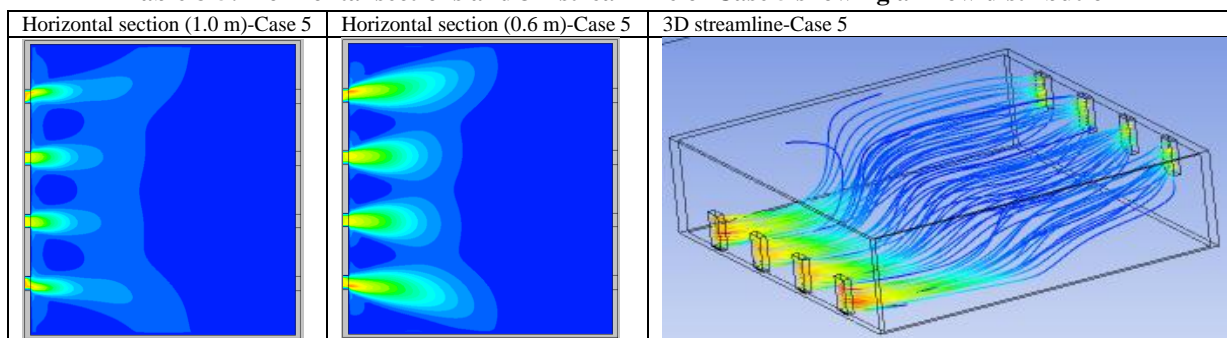 Horizontal section (1.0 m)-Case 5
Horizontal section (0.6 m)-Case 5
3D streamline-Case 5